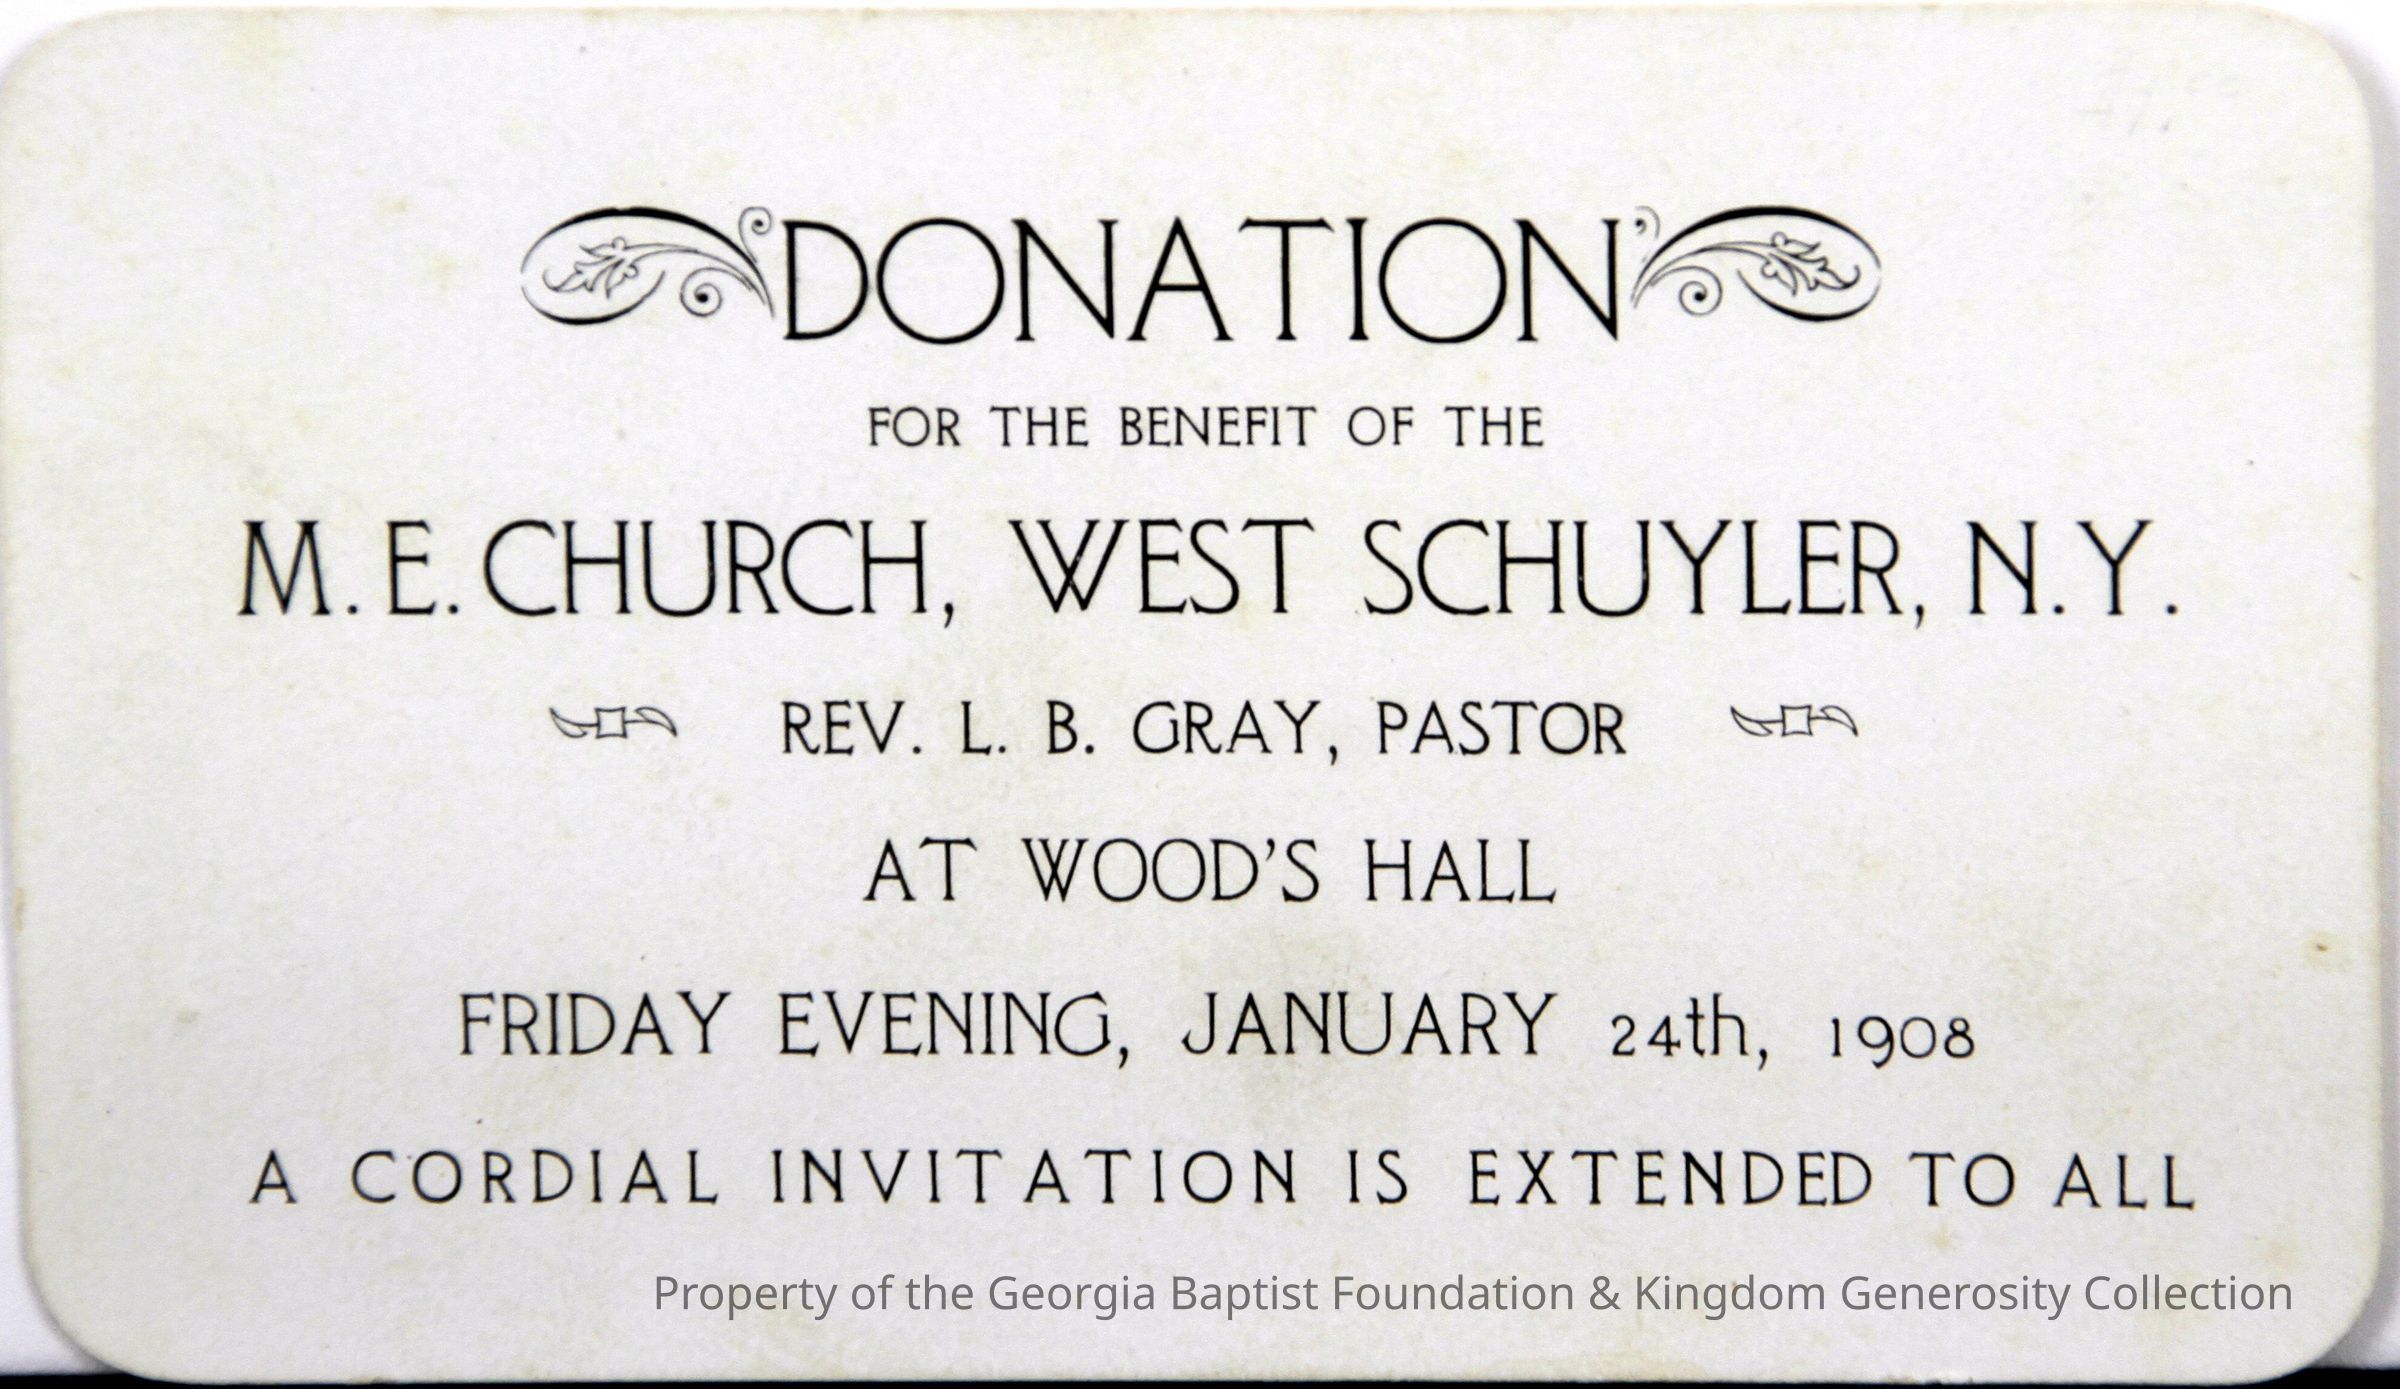 DONATION
FOR THE BENEFIT OF THE
M. E. CHURCH, WEST SCHUYLER, N. Y.
REV. L. B. GRAY, PASTOR
AT WOOD'S HALL
FRIDAY EVENING, JANUARY 24th, 1908
A CORDIAL INVITATION IS EXTENDED TO ALL
Property of the Georgia Baptist Foundation & Kingdom Generosity Collection